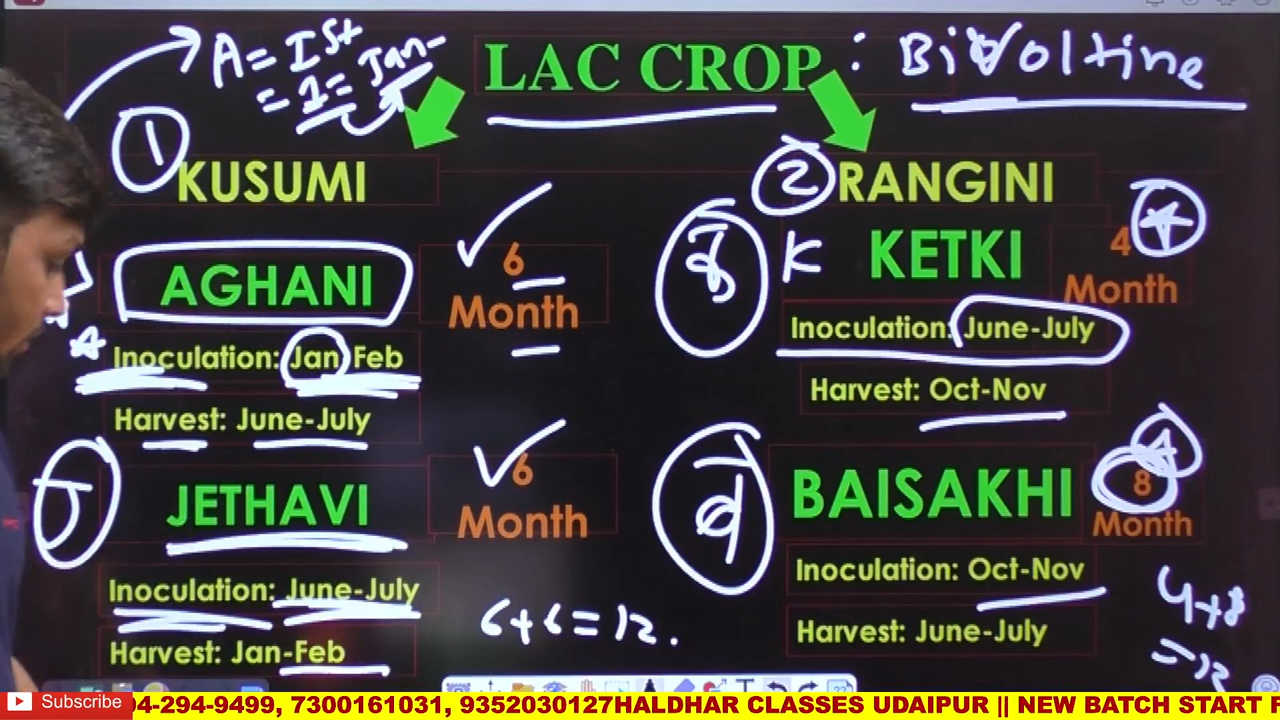 A = Ist
= 1 = Jan-
LAC CROP : Bivoltine
1 KUSUMI
2 RANGINI
AGHANI
6
Month
Inoculation: Jan-Feb
Harvest: June-July
K KETKI
4
Month
Inoculation: June-July
Harvest: Oct-Nov
J JETHAVI
6
Month
Inoculation: June-July
Harvest: Jan-Feb
6+6=12.
BAISAKHI
8
Month
Inoculation: Oct-Nov
Harvest: June-July
4+8
=12
Subscribe
04-294-9499, 7300161031, 9352030127HALDHAR CLASSES UDAIPUR || NEW BATCH START